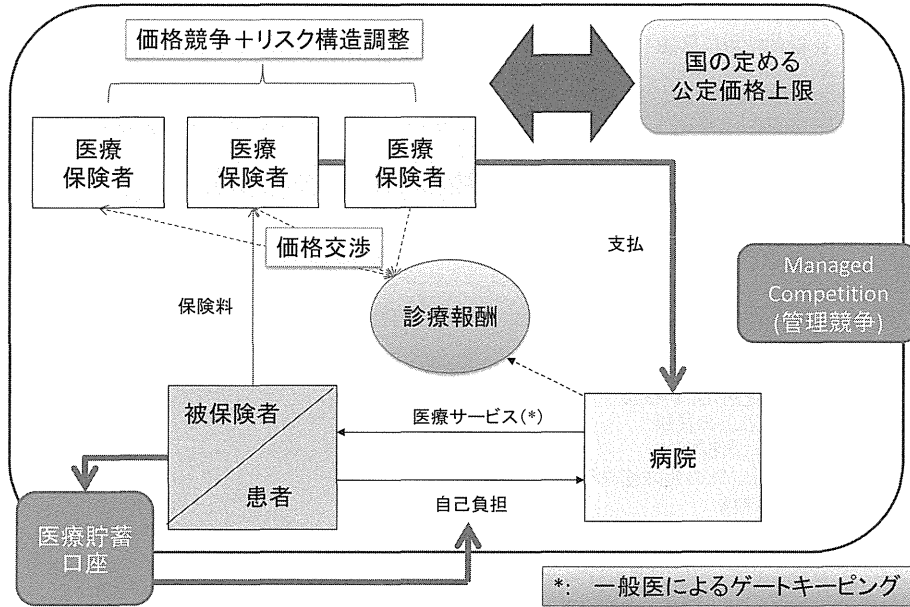 価格競争+リスク構造調整
国の定める
公定価格上限
医療
保険者
医療
保険者
医療
保険者
価格交渉
支払
Managed
Competition
(管理競争)
保険料
診療報酬
被保険者
医療サービス(*)
病院
患者
自己負担
医療貯蓄
口座
*: 一般医によるゲートキーピング